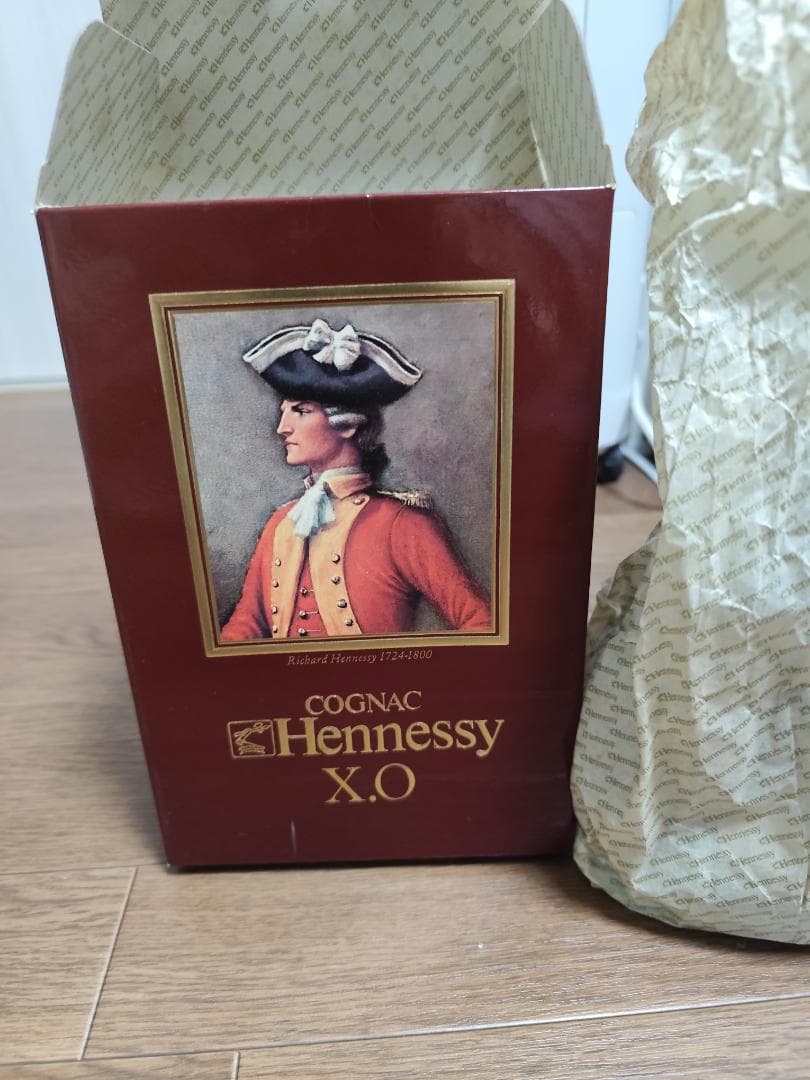 Richard Hennessy 1724-1800
COGNAC
Hennessy
X.O